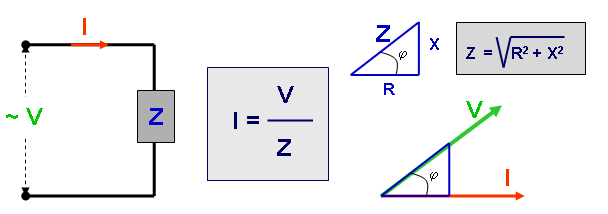 I
~ V
Z
I = V / Z
Z
X
φ
R
Z = √R² + X²
V
I
φ